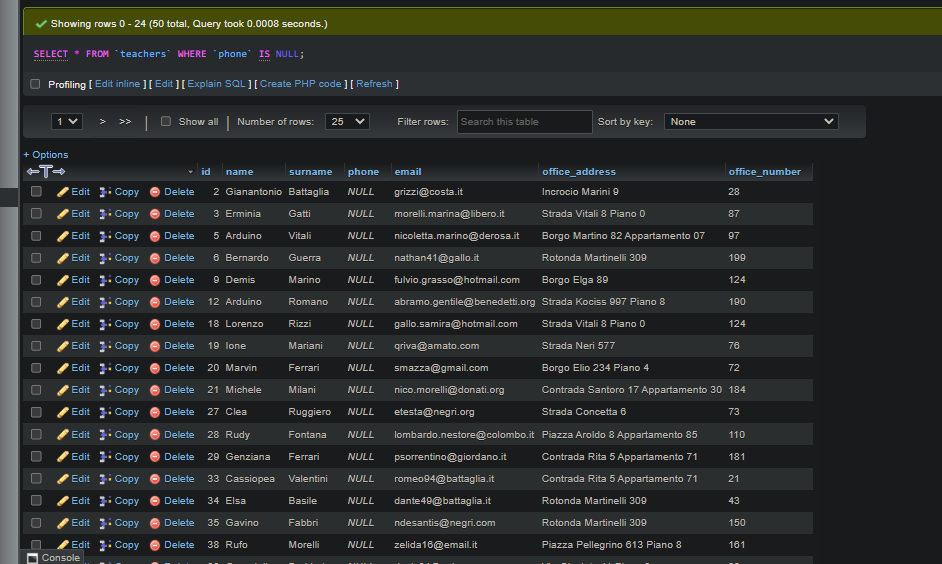 Showing rows 0 - 24 (50 total, Query took 0.0008 seconds.)
SELECT * FROM `teachers` WHERE `phone` IS NULL;
Profiling [ Edit inline ] [ Edit ] [ Explain SQL ] [ Create PHP code ] [ Refresh ]
1 > >> | Show all | Number of rows: 25 Filter rows: Search this table Sort by key: None
+ Options
id name surname phone email office_address office_number
Edit Copy Delete 2 Gianantonio Battaglia NULL grizzi@costa.it Incrocio Marini 9 28
Edit Copy Delete 3 Erminia Gatti NULL morelli.marina@libero.it Strada Vitali 8 Piano 0 87
Edit Copy Delete 5 Arduino Vitali NULL nicoletta.marino@derosa.it Borgo Martino 82 Appartamento 07 97
Edit Copy Delete 6 Bernardo Guerra NULL nathan41@gallo.it Rotonda Martinelli 309 199
Edit Copy Delete 9 Demis Marino NULL fulvio.grasso@hotmail.com Borgo Elga 89 124
Edit Copy Delete 12 Arduino Romano NULL abramo.gentile@benedetti.org Strada Kociss 997 Piano 8 190
Edit Copy Delete 18 Lorenzo Rizzi NULL gallo.samira@hotmail.com Strada Vitali 8 Piano 0 124
Edit Copy Delete 19 Ione Mariani NULL qriva@amato.com Strada Neri 577 76
Edit Copy Delete 20 Marvin Ferrari NULL smazza@gmail.com Borgo Elio 234 Piano 4 72
Edit Copy Delete 21 Michele Milani NULL nico.morelli@donati.org Contrada Santoro 17 Appartamento 30 184
Edit Copy Delete 27 Clea Ruggiero NULL etesta@negri.org Strada Concetta 6 73
Edit Copy Delete 28 Rudy Fontana NULL lombardo.nestore@colombo.it Piazza Aroldo 8 Appartamento 85 110
Edit Copy Delete 29 Genziana Ferrari NULL psorrentino@giordano.it Contrada Rita 5 Appartamento 71 181
Edit Copy Delete 33 Cassiopea Valentini NULL romeo94@battaglia.it Contrada Rita 5 Appartamento 71 21
Edit Copy Delete 34 Elsa Basile NULL dante49@battaglia.it Rotonda Martinelli 309 43
Edit Copy Delete 35 Gavino Fabbri NULL ndesantis@negri.com Rotonda Martinelli 309 150
Edit Copy Delete 38 Rufo Morelli NULL zelida16@email.it Piazza Pellegrino 613 Piano 8 161
Console